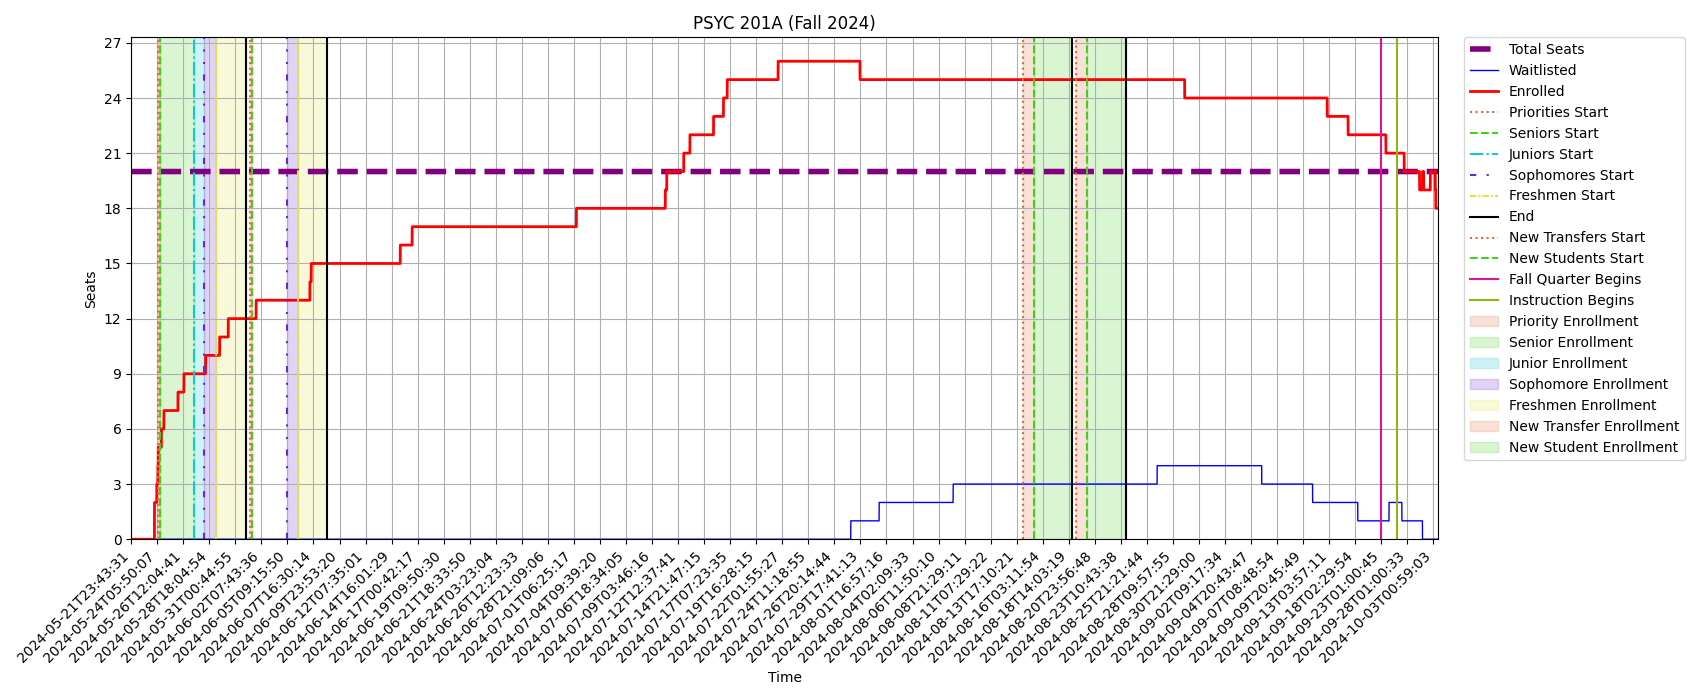 PSYC 201A (Fall 2024)
Seats
27
24
21
18
15
12
9
6
3
0
2024-05-21T23:43:31
2024-05-24T05:50:07
2024-05-26T12:04:41
2024-05-28T18:04:54
2024-05-31T00:44:55
2024-06-02T07:43:36
2024-06-05T09:15:50
2024-06-07T16:30:14
2024-06-09T23:53:20
2024-06-12T07:35:01
2024-06-14T16:01:29
2024-06-17T00:42:17
2024-06-19T09:50:30
2024-06-21T18:33:50
2024-06-24T03:23:04
2024-06-26T12:23:33
2024-06-28T21:09:06
2024-07-01T06:25:17
2024-07-04T09:39:20
2024-07-06T18:34:05
2024-07-09T03:46:19
2024-07-12T12:37:41
2024-07-14T21:47:15
2024-07-17T07:23:35
2024-07-19T16:28:15
2024-07-22T01:55:27
2024-07-24T11:18:55
2024-07-26T20:14:44
2024-07-29T17:41:13
2024-08-01T16:57:16
2024-08-04T02:09:33
2024-08-06T11:50:10
2024-08-08T21:29:11
2024-08-11T07:29:22
2024-08-13T17:10:21
2024-08-16T03:11:54
2024-08-18T14:03:19
2024-08-20T23:56:48
2024-08-23T10:43:38
2024-08-25T21:21:44
2024-08-28T09:57:55
2024-08-30T21:29:00
2024-09-02T09:17:34
2024-09-04T20:43:47
2024-09-07T08:48:54
2024-09-09T20:45:49
2024-09-13T03:57:11
2024-09-18T02:29:54
2024-09-23T01:00:45
2024-09-28T01:00:33
2024-10-03T00:59:03
Time
Total Seats
Waitlisted
Enrolled
Priorities Start
Seniors Start
Juniors Start
Sophomores Start
Freshmen Start
End
New Transfers Start
New Students Start
Fall Quarter Begins
Instruction Begins
Priority Enrollment
Senior Enrollment
Junior Enrollment
Sophomore Enrollment
Freshmen Enrollment
New Transfer Enrollment
New Student Enrollment